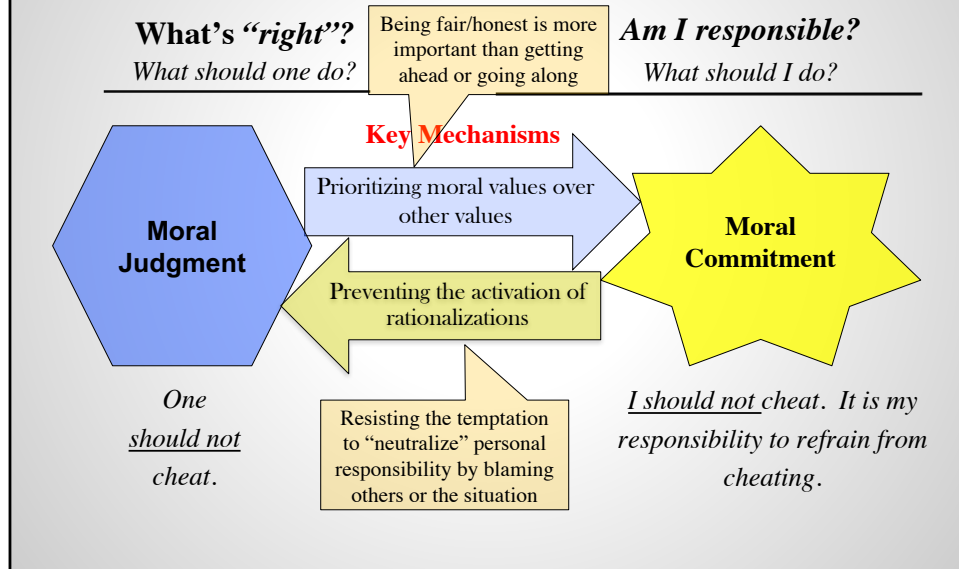 What's “right”?
What should one do?
Being fair/honest is more
important than getting
ahead or going along
Am I responsible?
What should I do?
Key Mechanisms
Prioritizing moral values over
other values
Moral
Judgment
Moral
Commitment
Preventing the activation of
rationalizations
One
should not
cheat.
Resisting the temptation
to “neutralize” personal
responsibility by blaming
others or the situation
I should not cheat. It is my
responsibility to refrain from
cheating.